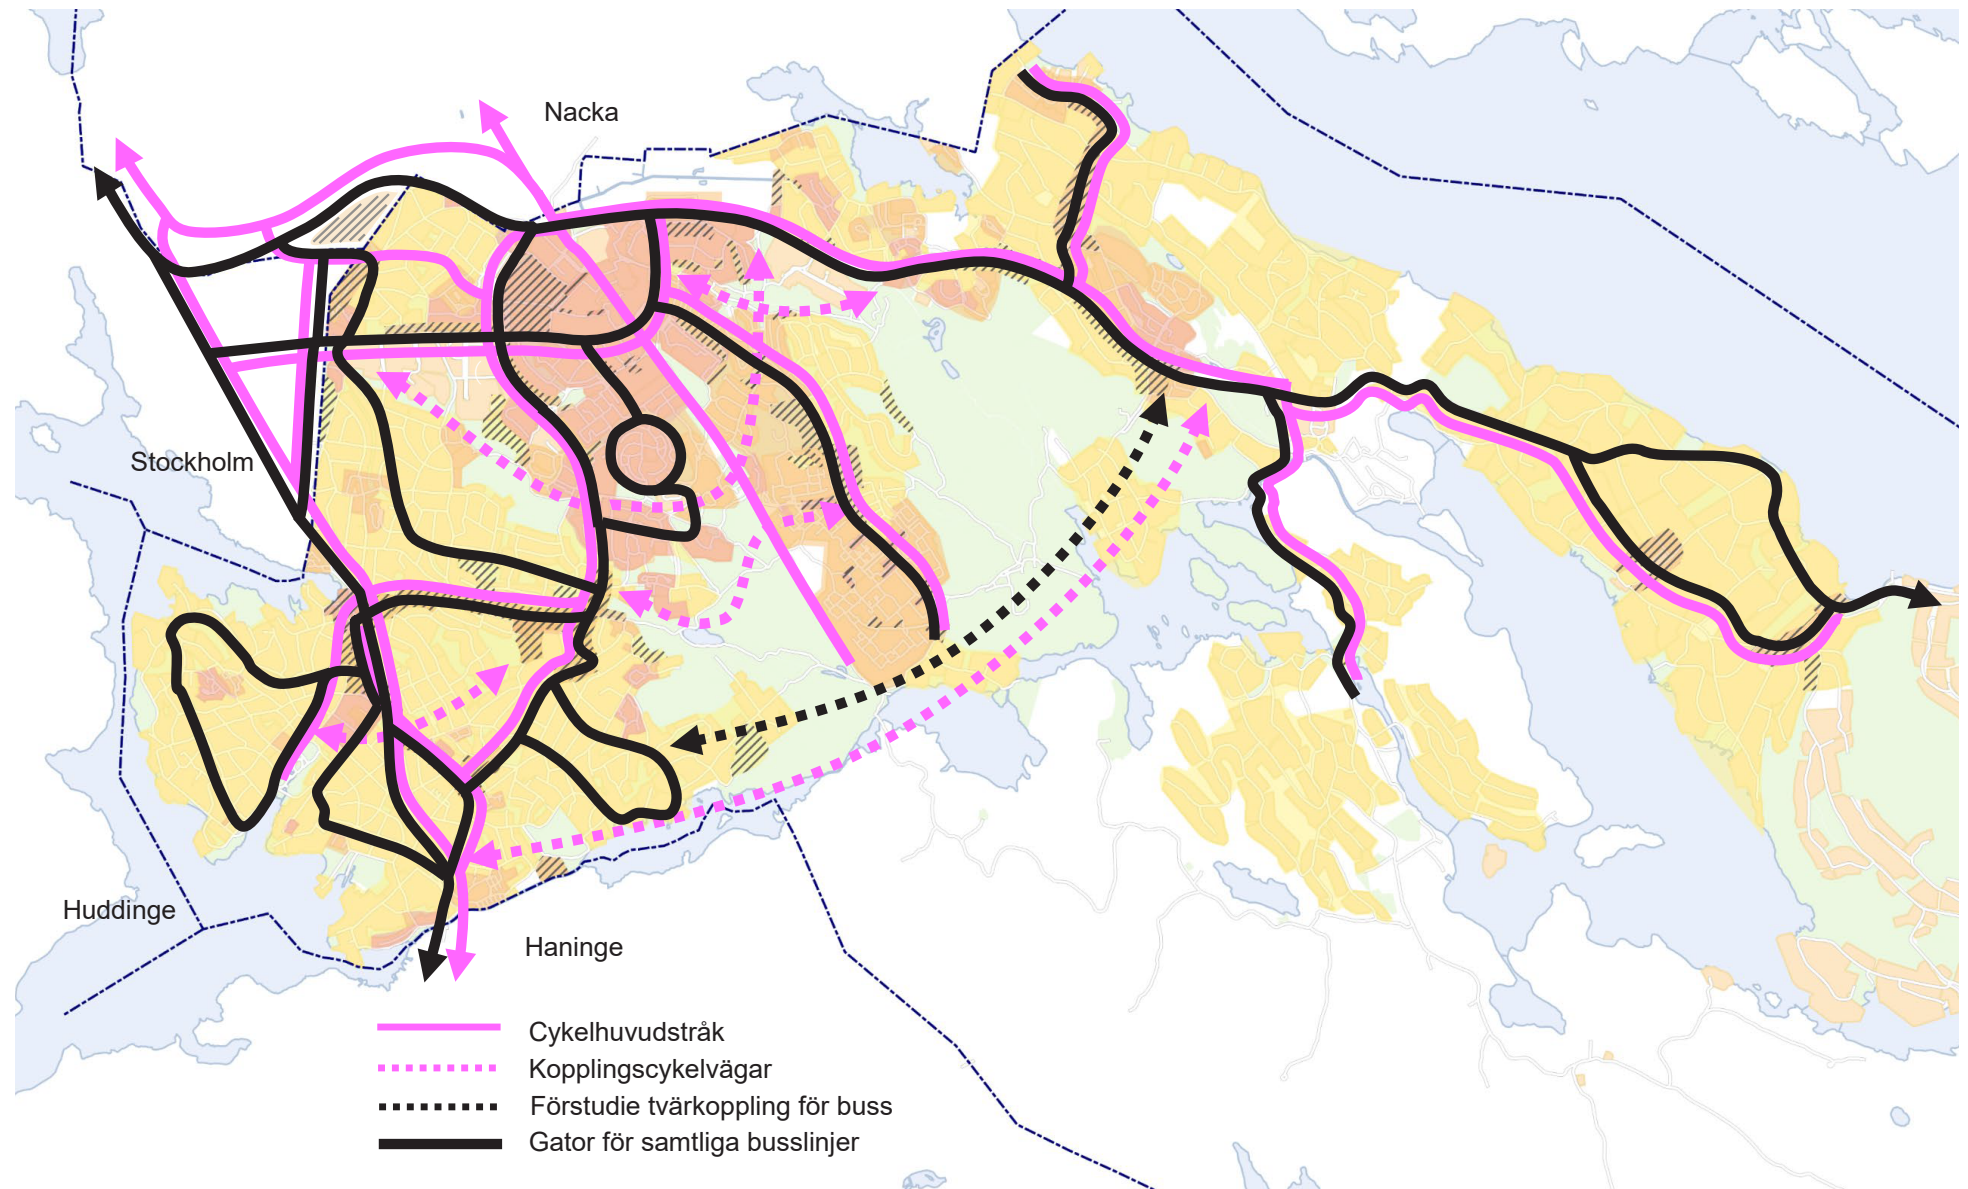 Nacka
Stockholm
Huddinge
Haninge
Cykelhuvudstråk
Kopplingscykelvägar
Förstudie tvärkoppling för buss
Gator för samtliga busslinjer